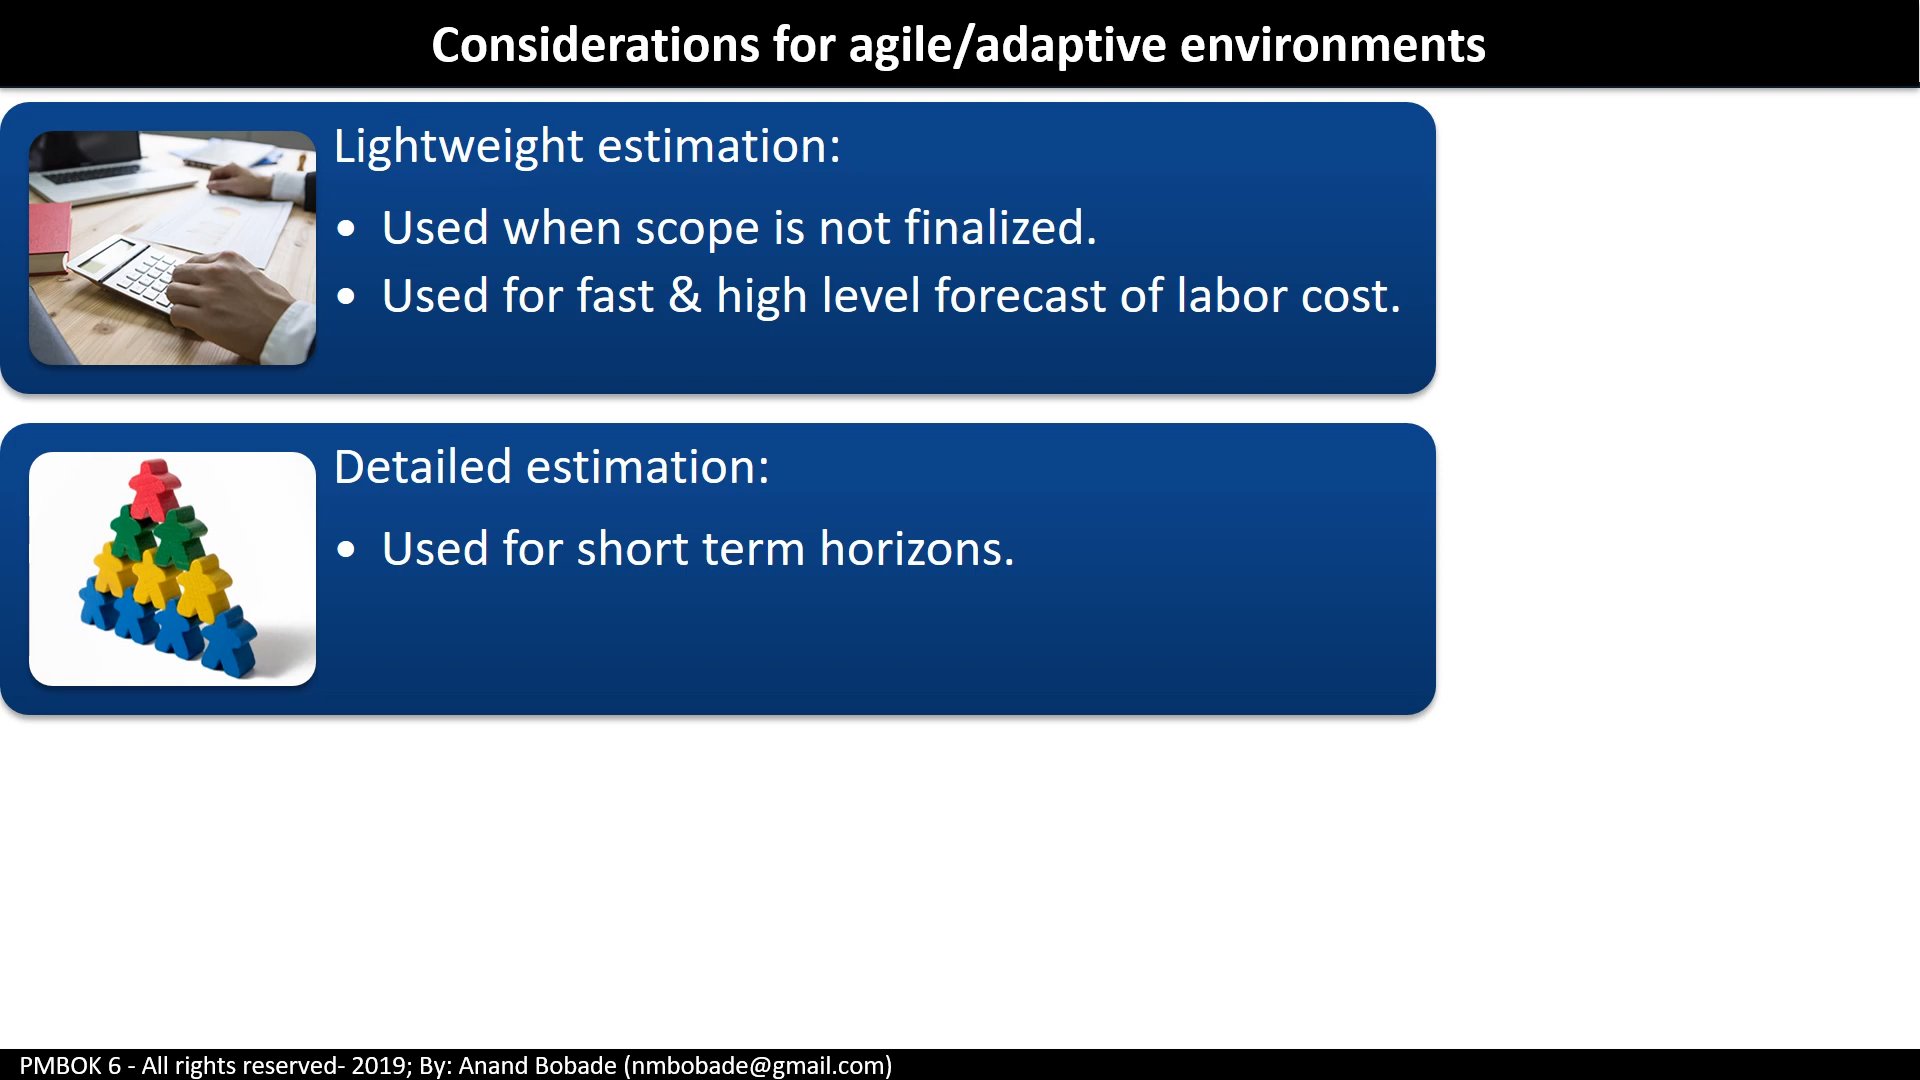 Considerations for agile/adaptive environments
Lightweight estimation:
• Used when scope is not finalized.
• Used for fast & high level forecast of labor cost.
Detailed estimation:
• Used for short term horizons.
PMBOK 6 - All rights reserved- 2019; By: Anand Bobade (nmbobade@gmail.com)